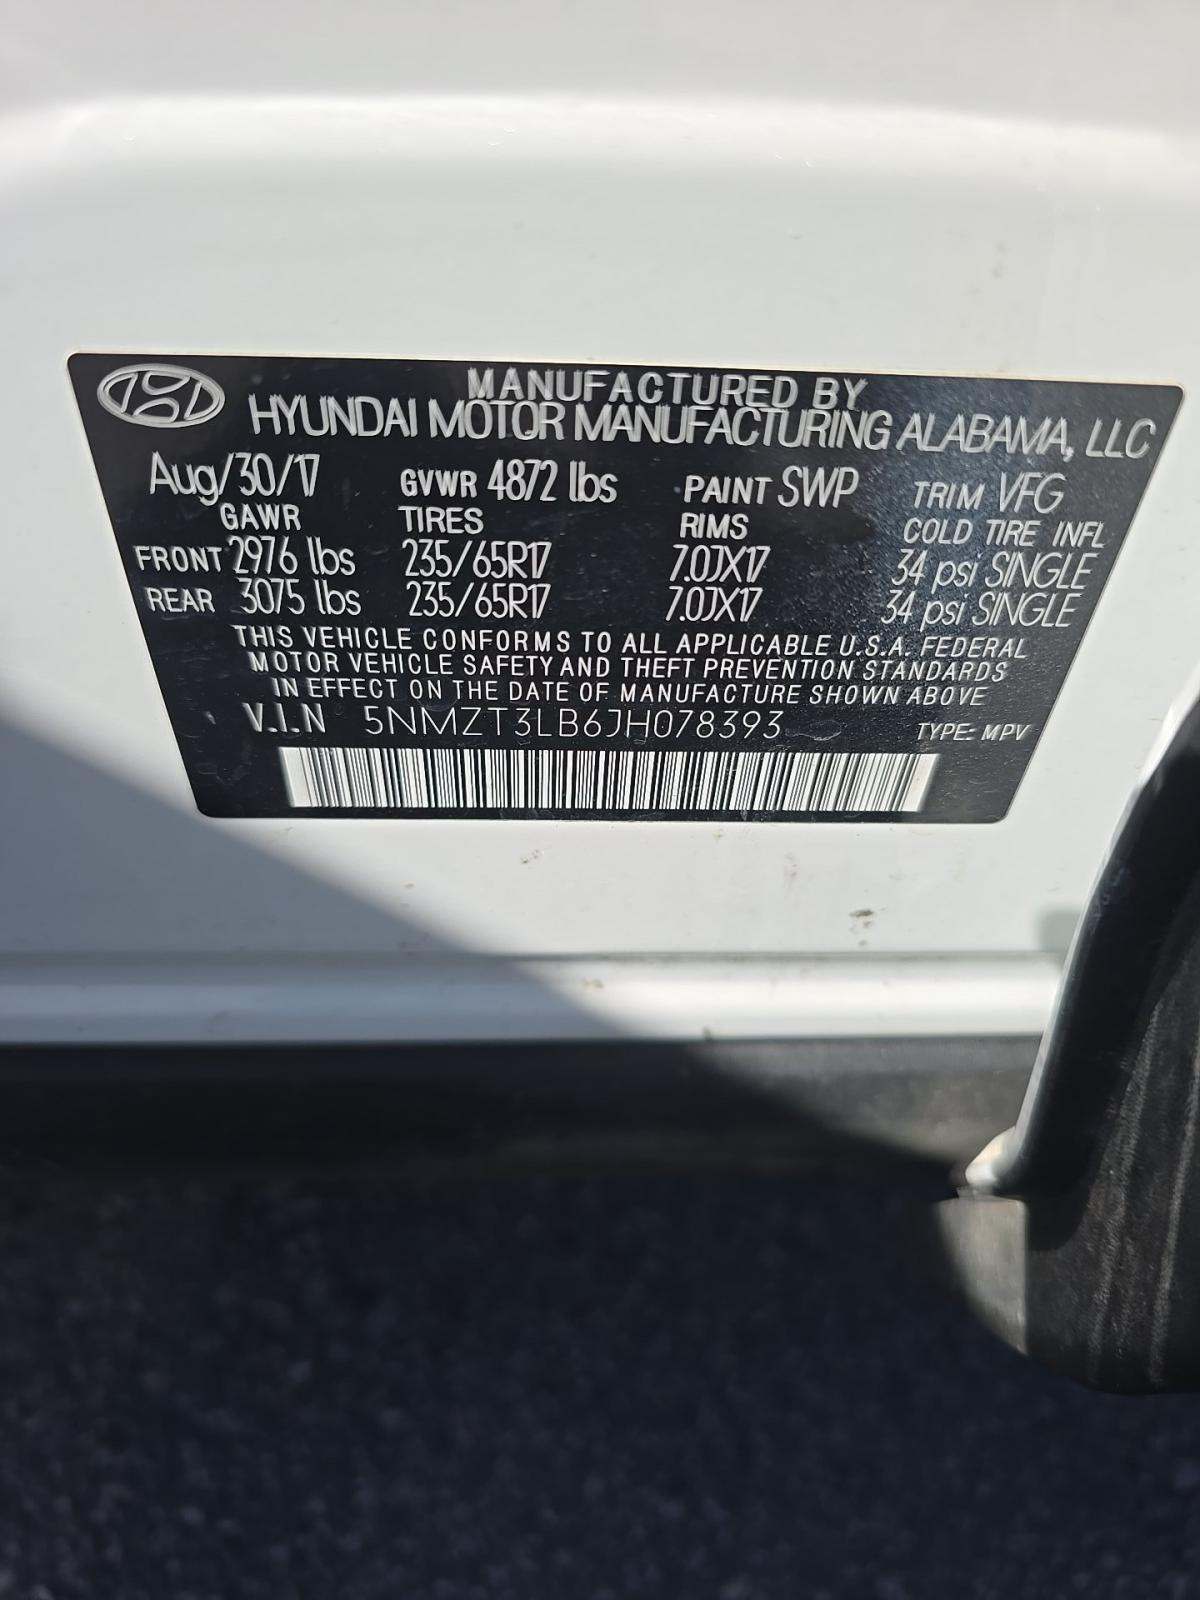 MANUFACTURED BY
HYUNDAI MOTOR MANUFACTURING ALABAMA, LLC
Aug/30/17 GVWR 4872 lbs PAINT SWP TRIM VFG
GAWR TIRES RIMS COLD TIRE INFL
FRONT 2976 lbs 235/65R17 7.0JX17 34 psi SINGLE
REAR 3075 lbs 235/65R17 7.0JX17 34 psi SINGLE
THIS VEHICLE CONFORMS TO ALL APPLICABLE U.S.A. FEDERAL
MOTOR VEHICLE SAFETY AND THEFT PREVENTION STANDARDS
IN EFFECT ON THE DATE OF MANUFACTURE SHOWN ABOVE
V.I.N 5NMZT3LB6JH078393 TYPE: MPV